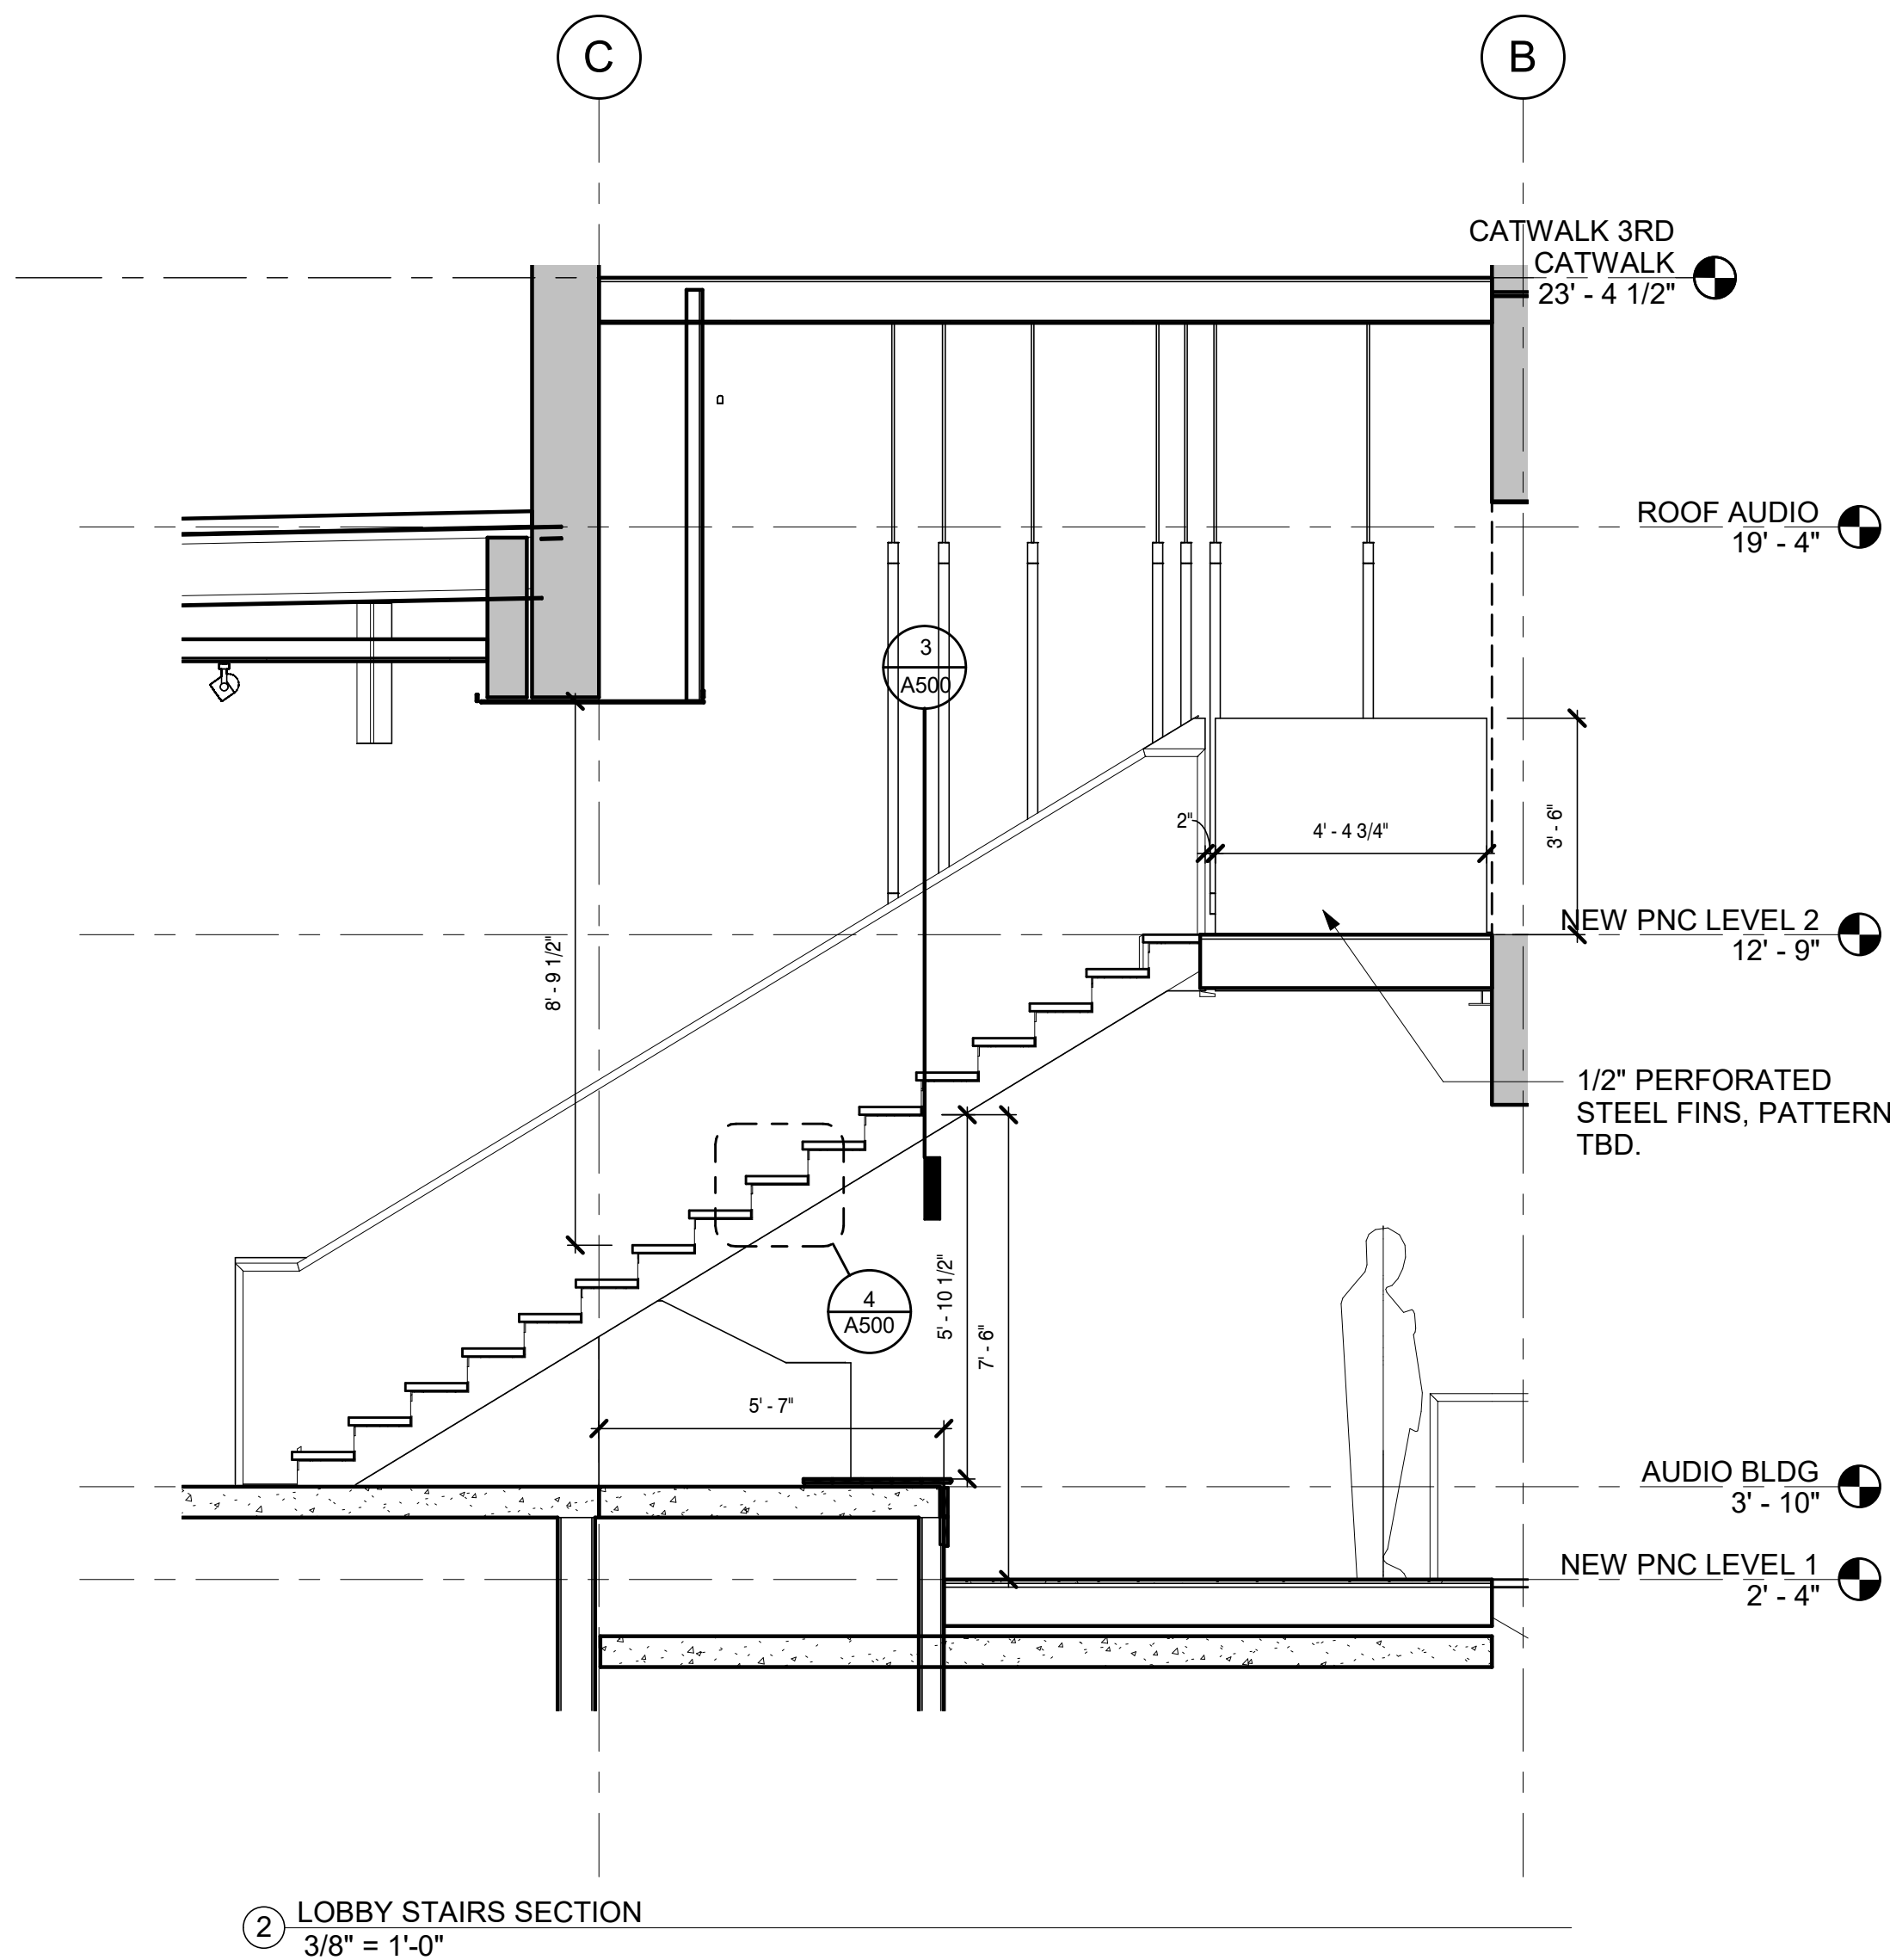 C
B
CATWALK 3RD
CATWALK
23' - 4 1/2"
ROOF AUDIO
19' - 4"
3
A500
2"
4' - 4 3/4"
3' - 6"
NEW PNC LEVEL 2
12' - 9"
8' - 9 1/2"
1/2" PERFORATED
STEEL FINS, PATTERN
TBD.
4
A500
5' - 10 1/2"
7' - 6"
5' - 7"
AUDIO BLDG
3' - 10"
NEW PNC LEVEL 1
2' - 4"
2
LOBBY STAIRS SECTION
3/8" = 1'-0"